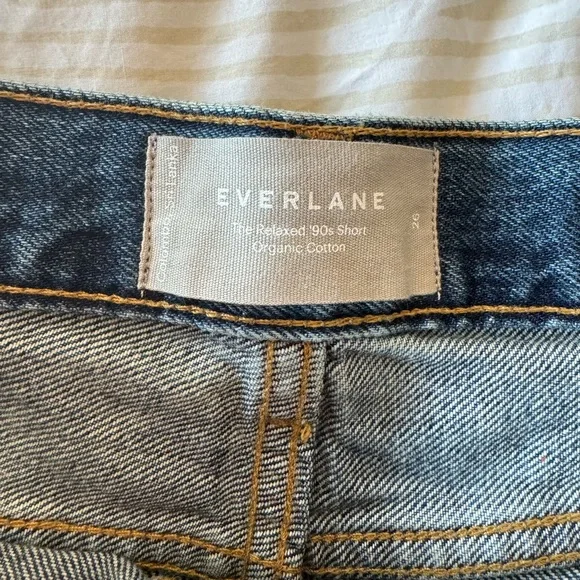 EVERLANE
The Relaxed '90s Short
Organic Cotton
26
Colombo, Sri Lanka